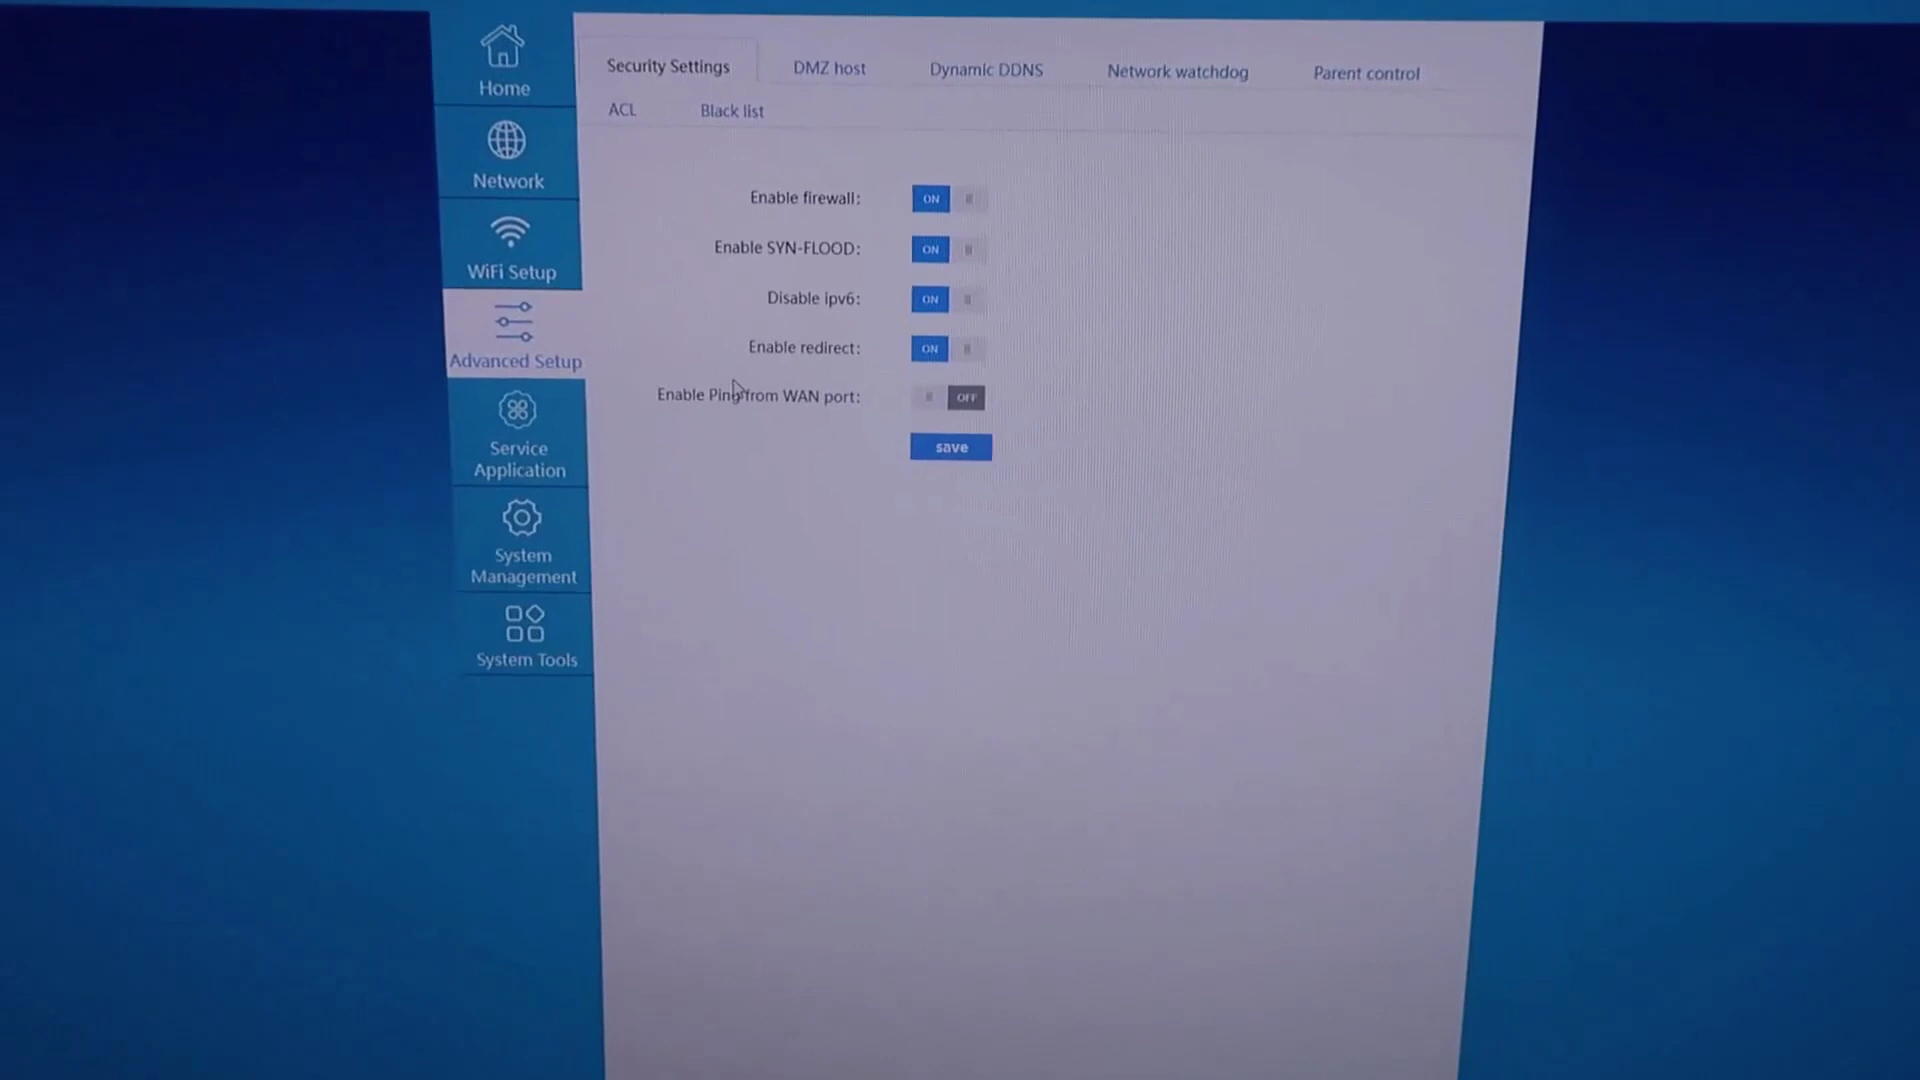 Home
Network
WiFi Setup
Advanced Setup
Service
Application
System
Management
System Tools
Security Settings DMZ host Dynamic DDNS Network watchdog Parent control
ACL Black list
Enable firewall: ON
Enable SYN-FLOOD: ON
Disable ipv6: ON
Enable redirect: ON
Enable Ping from WAN port: OFF
save